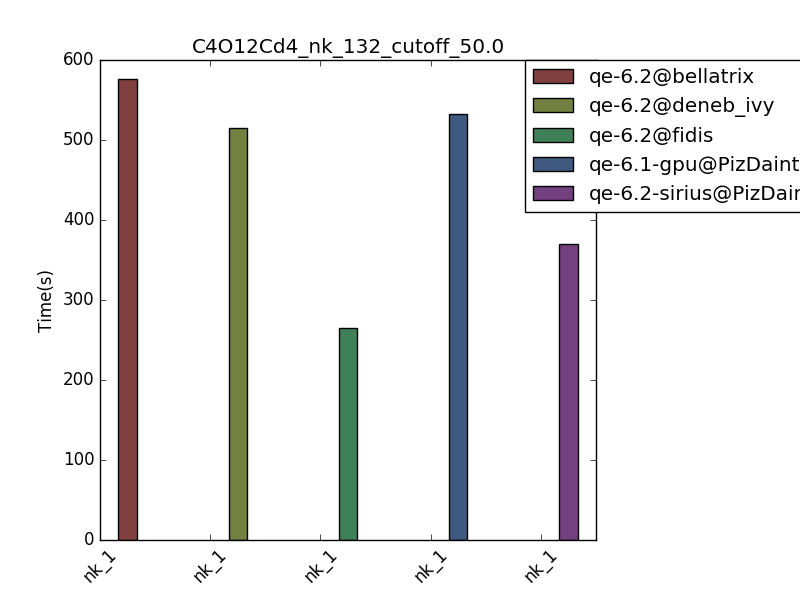 C4O12Cd4_nk_132_cutoff_50.0
600
500
400
300
200
100
0
Time(s)
qe-6.2@bellatrix
qe-6.2@deneb_ivy
qe-6.2@fidis
qe-6.1-gpu@PizDaint
qe-6.2-sirius@PizDain
nk_1
nk_1
nk_1
nk_1
nk_1